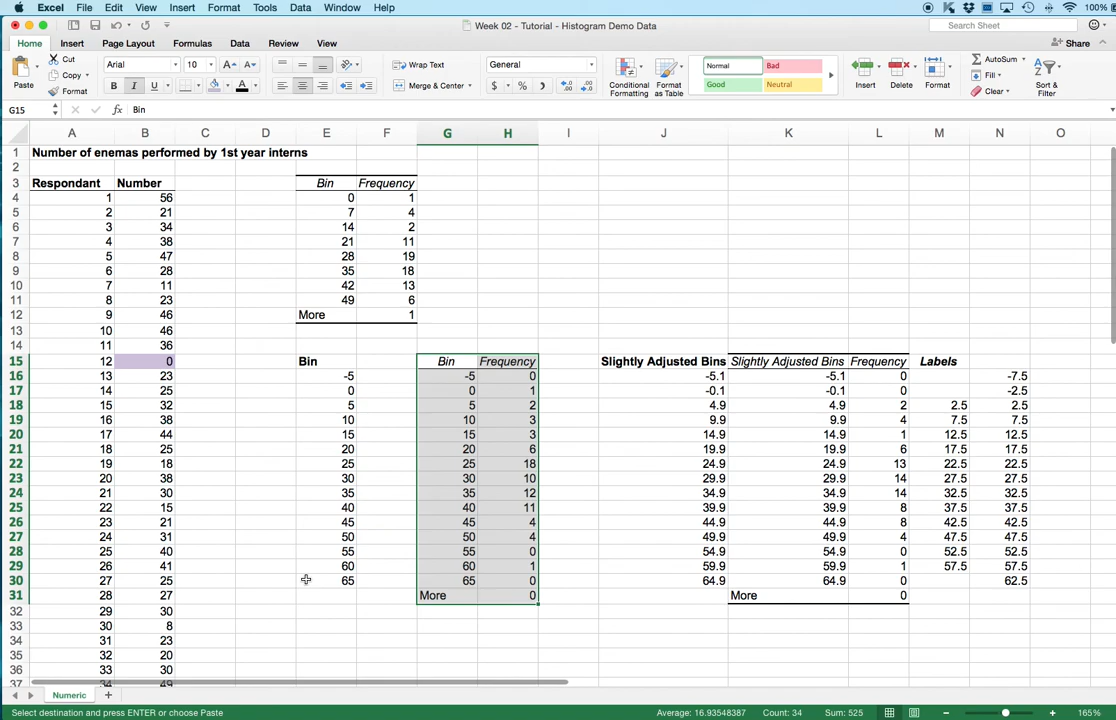 Excel File Edit View Insert Format Tools Data Window Help 100%
Week 02 - Tutorial - Histogram Demo Data Search Sheet
Home Insert Page Layout Formulas Data Review View Share
Paste Cut Copy Format Arial 10 Wrap Text Merge & Center General Conditional Formatting Format as Table Normal Bad Good Neutral Insert Delete Format AutoSum Fill Clear Sort & Filter
G15 fx Bin
A B C D E F G H I J K L M N O
1 Number of enemas performed by 1st year interns
2
3 Respondant Number Bin Frequency
4 1 56 0 1
5 2 21 7 4
6 3 34 14 2
7 4 38 21 11
8 5 47 28 19
9 6 28 35 18
10 7 11 42 13
11 8 23 49 6
12 9 46 More 1
13 10 46
14 11 36
15 12 0 Bin Bin Frequency Slightly Adjusted Bins Slightly Adjusted Bins Frequency Labels
16 13 23 -5 -5 0 -5.1 -5.1 0 -7.5
17 14 25 0 0 1 -0.1 -0.1 0 -2.5
18 15 32 5 5 2 4.9 4.9 2 2.5 2.5
19 16 38 10 10 3 9.9 9.9 4 7.5 7.5
20 17 44 15 15 3 14.9 14.9 1 12.5 12.5
21 18 25 20 20 6 19.9 19.9 6 17.5 17.5
22 19 18 25 25 18 24.9 24.9 13 22.5 22.5
23 20 38 30 30 10 29.9 29.9 14 27.5 27.5
24 21 30 35 35 12 34.9 34.9 14 32.5 32.5
25 22 15 40 40 11 39.9 39.9 8 37.5 37.5
26 23 21 45 45 4 44.9 44.9 8 42.5 42.5
27 24 31 50 50 4 49.9 49.9 4 47.5 47.5
28 25 40 55 55 0 54.9 54.9 0 52.5 52.5
29 26 41 60 60 1 59.9 59.9 1 57.5 57.5
30 27 25 65 65 0 64.9 64.9 0 62.5
31 28 27 More 0 More 0
32 29 30
33 30 8
34 31 23
35 32 20
36 33 30
37 34 49
Numeric
Select destination and press ENTER or choose Paste Average: 16.93548387 Count: 34 Sum: 525 165%